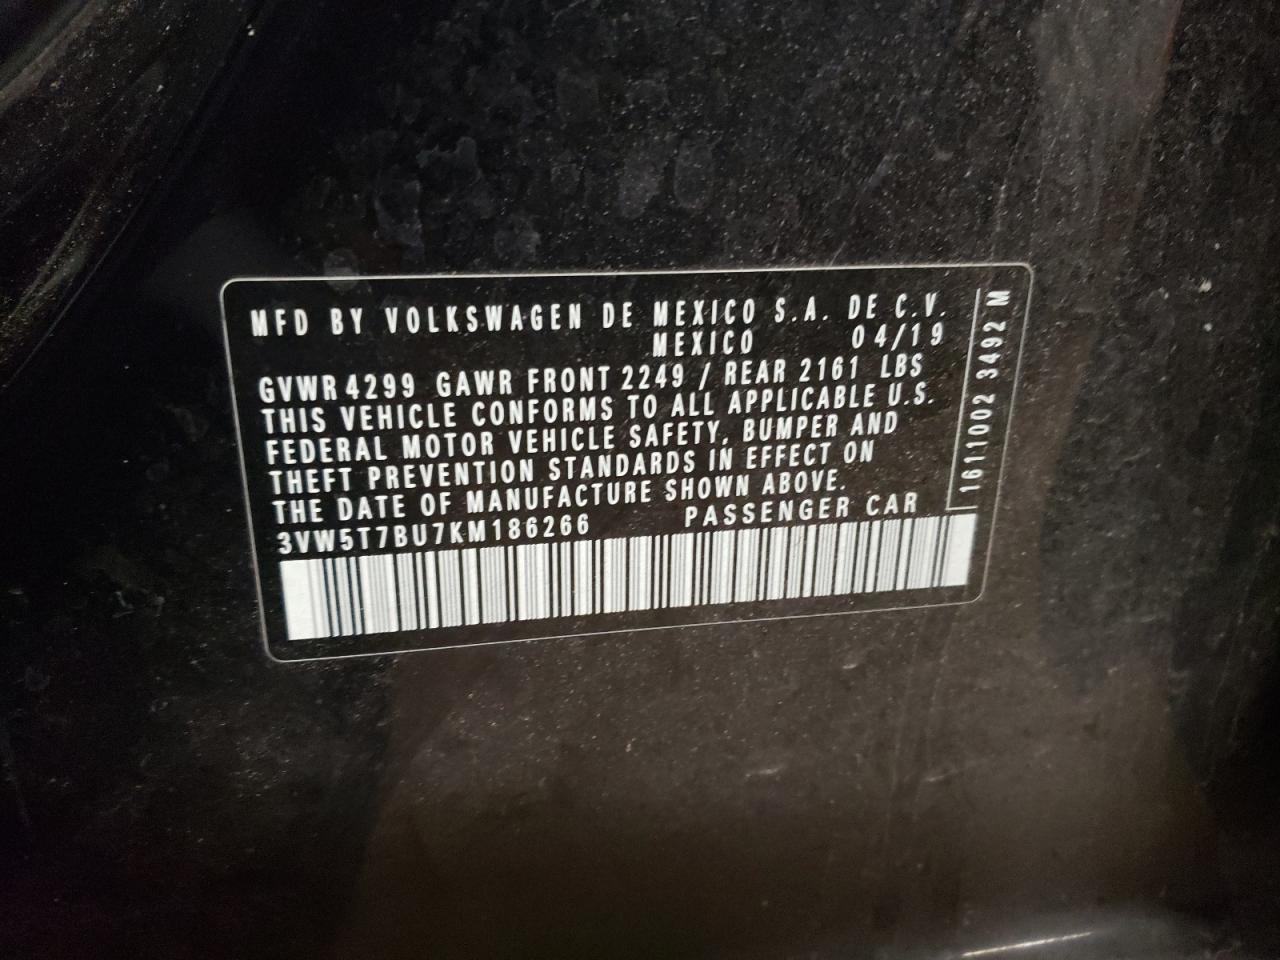 MFD BY VOLKSWAGEN DE MEXICO S.A. DE C.V.
MEXICO 04/19
GVWR 4299 GAWR FRONT 2249 / REAR 2161 LBS
THIS VEHICLE CONFORMS TO ALL APPLICABLE U.S.
FEDERAL MOTOR VEHICLE SAFETY, BUMPER AND
THEFT PREVENTION STANDARDS IN EFFECT ON
THE DATE OF MANUFACTURE SHOWN ABOVE.
3VW5T7BU7KM186266 PASSENGER CAR
1611002 3492 M